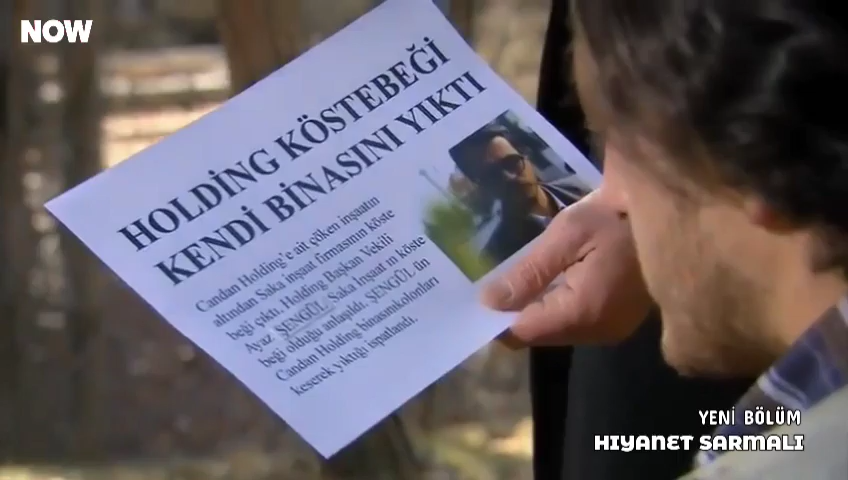 NOW
HOLDİNG KÖSTEBEĞİ
KENDİ BİNASINI YIKTI
Candan Holding'e ait çöken inşaatın
altından Saka inşaat firmasının köste
beği çıktı. Holding Başkan Vekili
Ayaz ŞENGÜL, Saka İnşaat ın köste
beği olduğu anlaşıldı. ŞENGÜL ün
Candan Holding binasınıkolonları
keserek yıktığı ispatlandı.
YENİ BÖLÜM
HIYANET SARMALI